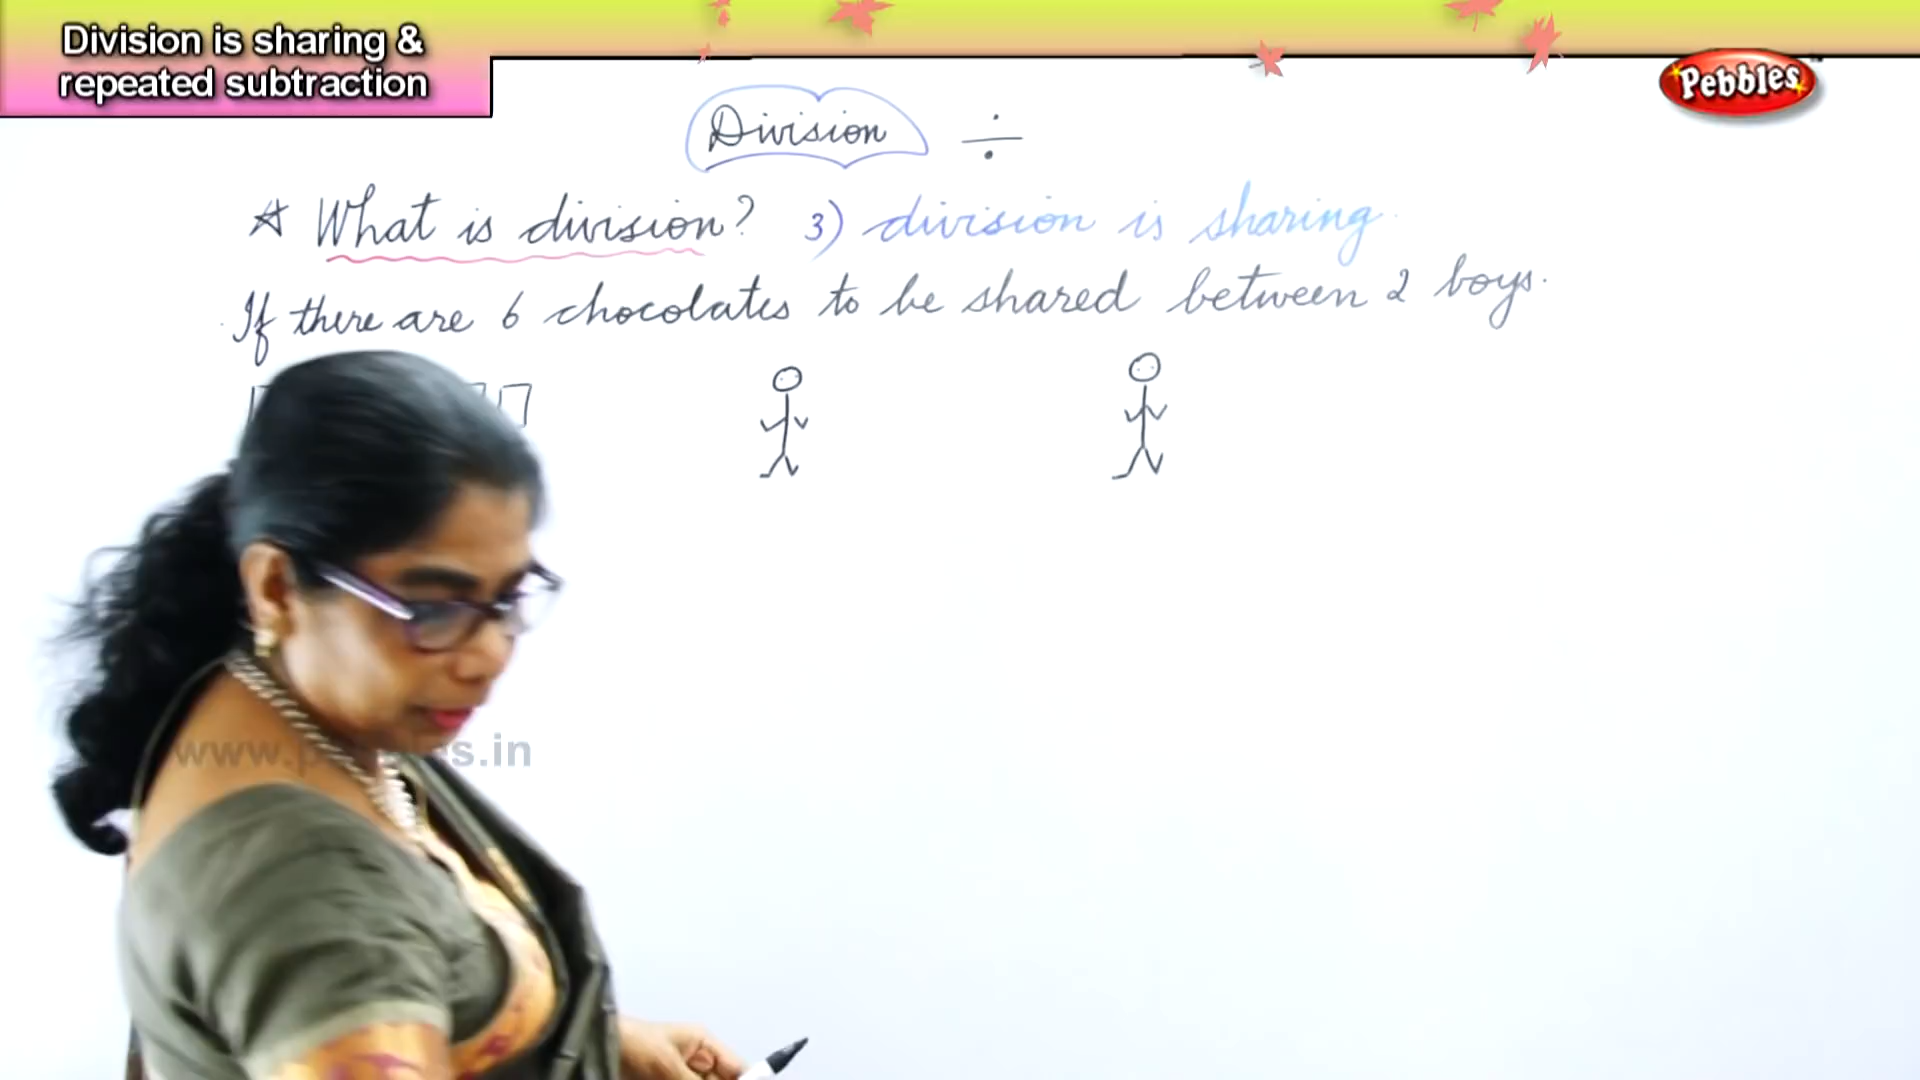 Division is sharing &
repeated subtraction
Pebbles
Division ÷
☆ What is division? 3) division is sharing.
If there are 6 chocolates to be shared between 2 boys.
www.p s.in